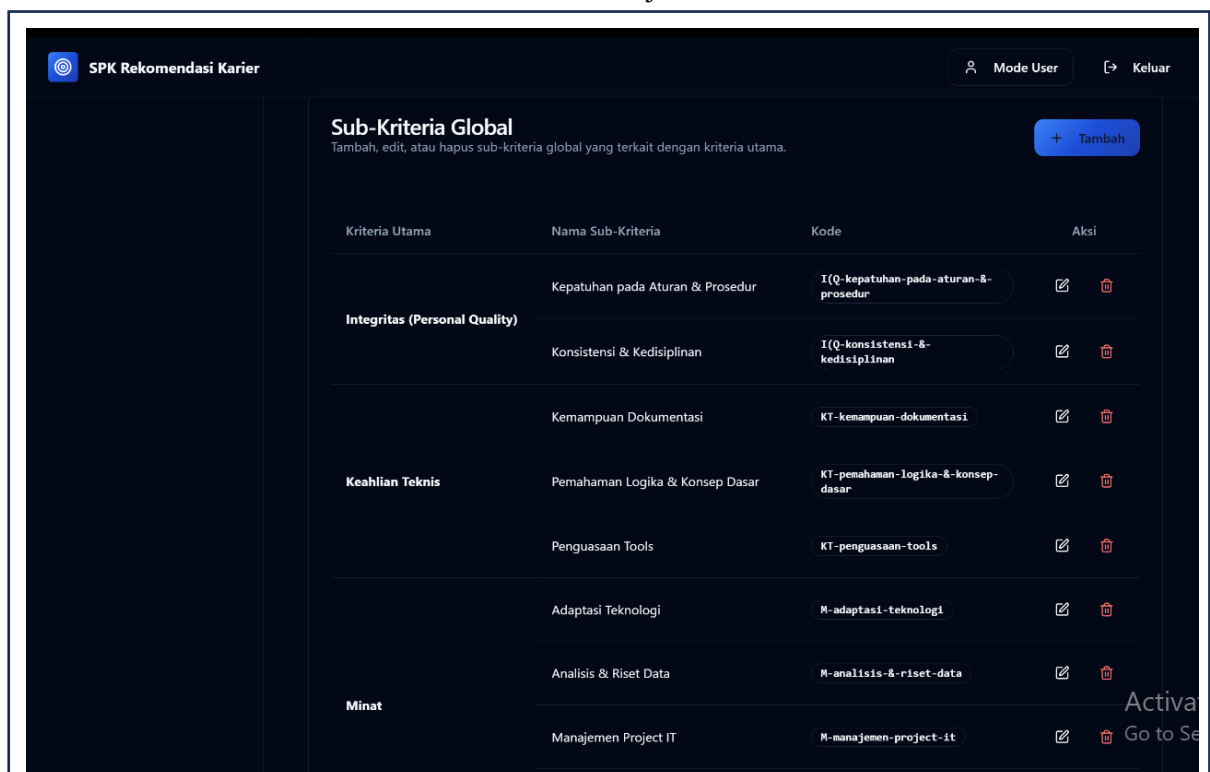 SPK Rekomendasi Karier
Mode User
Keluar
Sub-Kriteria Global
Tambah, edit, atau hapus sub-kriteria global yang terkait dengan kriteria utama.
+ Tambah
Kriteria Utama Nama Sub-Kriteria Kode Aksi
Integritas (Personal Quality)
Kepatuhan pada Aturan & Prosedur
I(Q-kepatuhan-pada-aturan-&-
prosedur
Konsistensi & Kedisiplinan
I(Q-konsistensi-&-
kedisiplinan
Keahlian Teknis
Kemampuan Dokumentasi
KT-kemampuan-dokumentasi
Pemahaman Logika & Konsep Dasar
KT-pemahaman-logika-&-konsep-
dasar
Penguasaan Tools
KT-penguasaan-tools
Minat
Adaptasi Teknologi
M-adaptasi-teknologi
Analisis & Riset Data
M-analisis-&-riset-data
Manajemen Project IT
M-manajemen-project-it
Activa
Go to Se